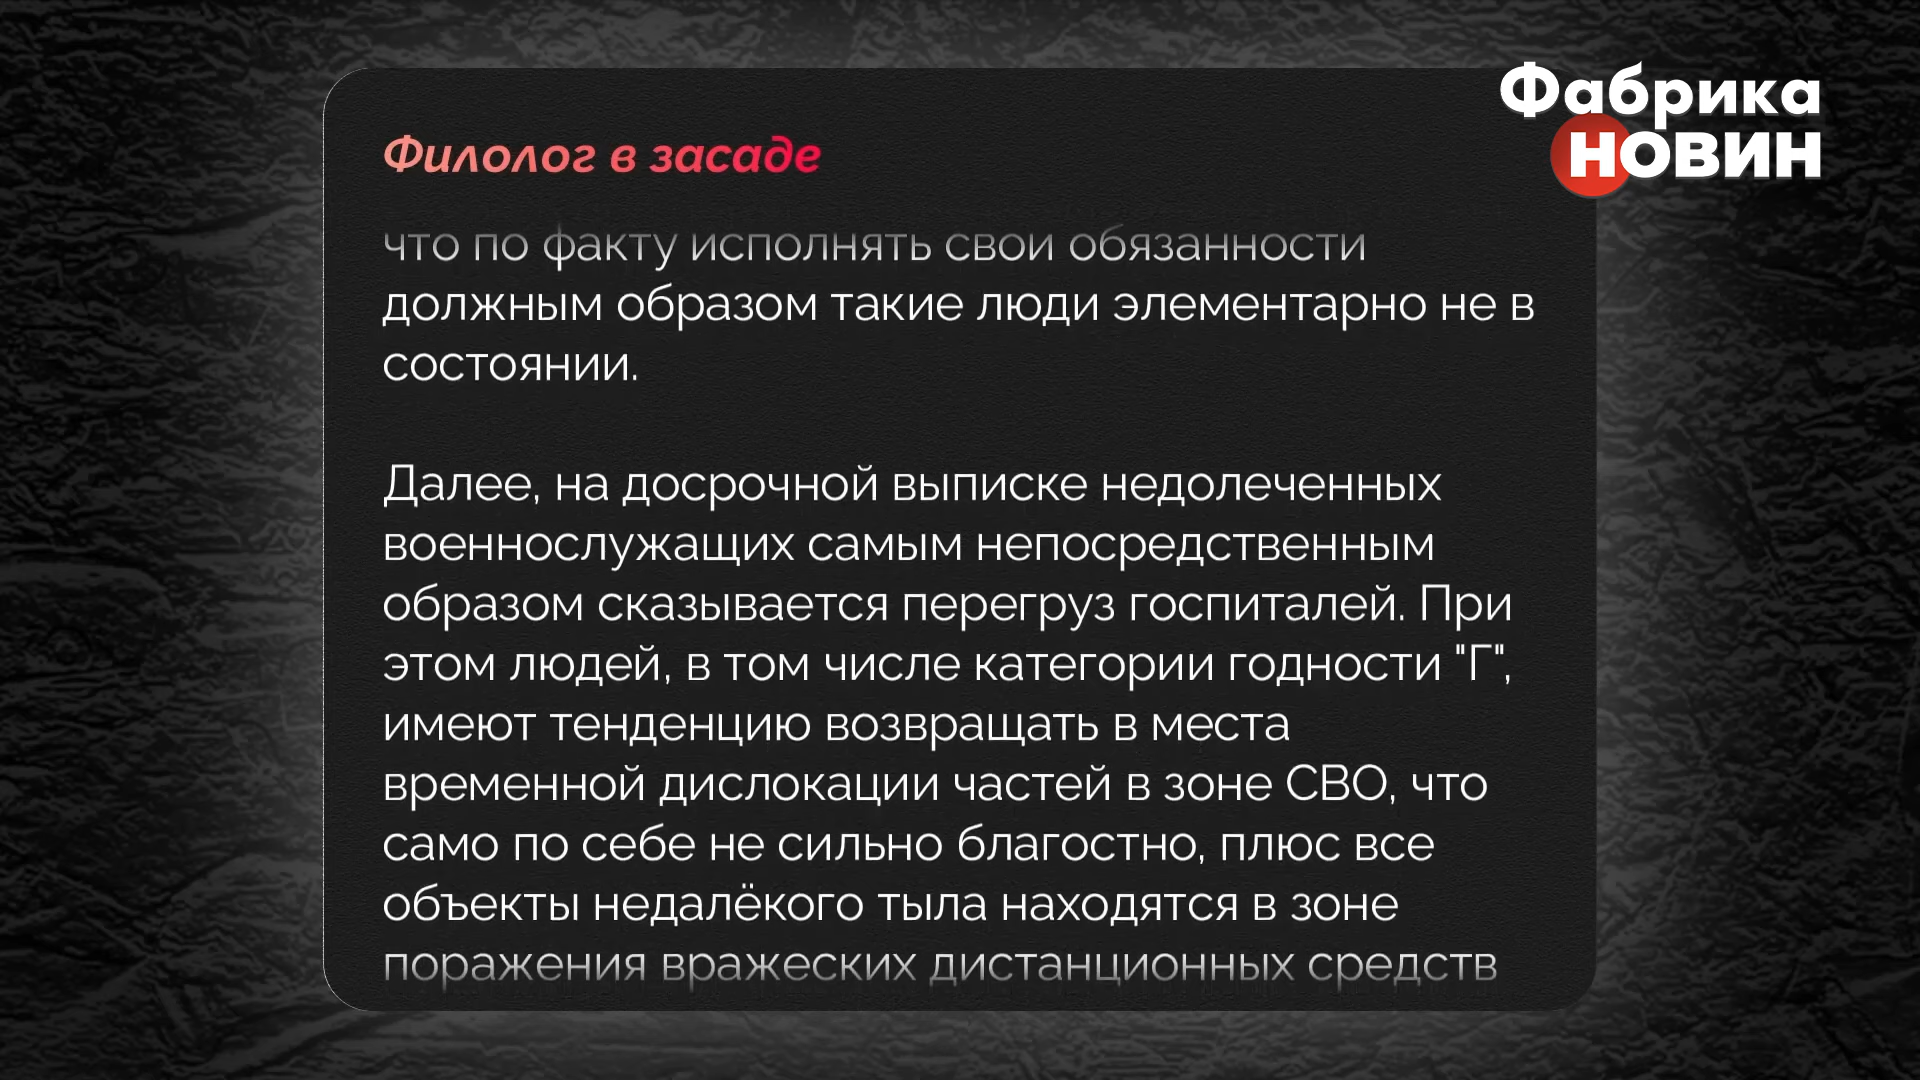 Фабрика
новин
Филолог в засаде
что по факту исполнять свои обязанности
должным образом такие люди элементарно не в
состоянии.
Далее, на досрочной выписке недолеченных
военнослужащих самым непосредственным
образом сказывается перегруз госпиталей. При
этом людей, в том числе категории годности "Г",
имеют тенденцию возвращать в места
временной дислокации частей в зоне СВО, что
само по себе не сильно благостно, плюс все
объекты недалёкого тыла находятся в зоне
поражения вражеских дистанционных средств